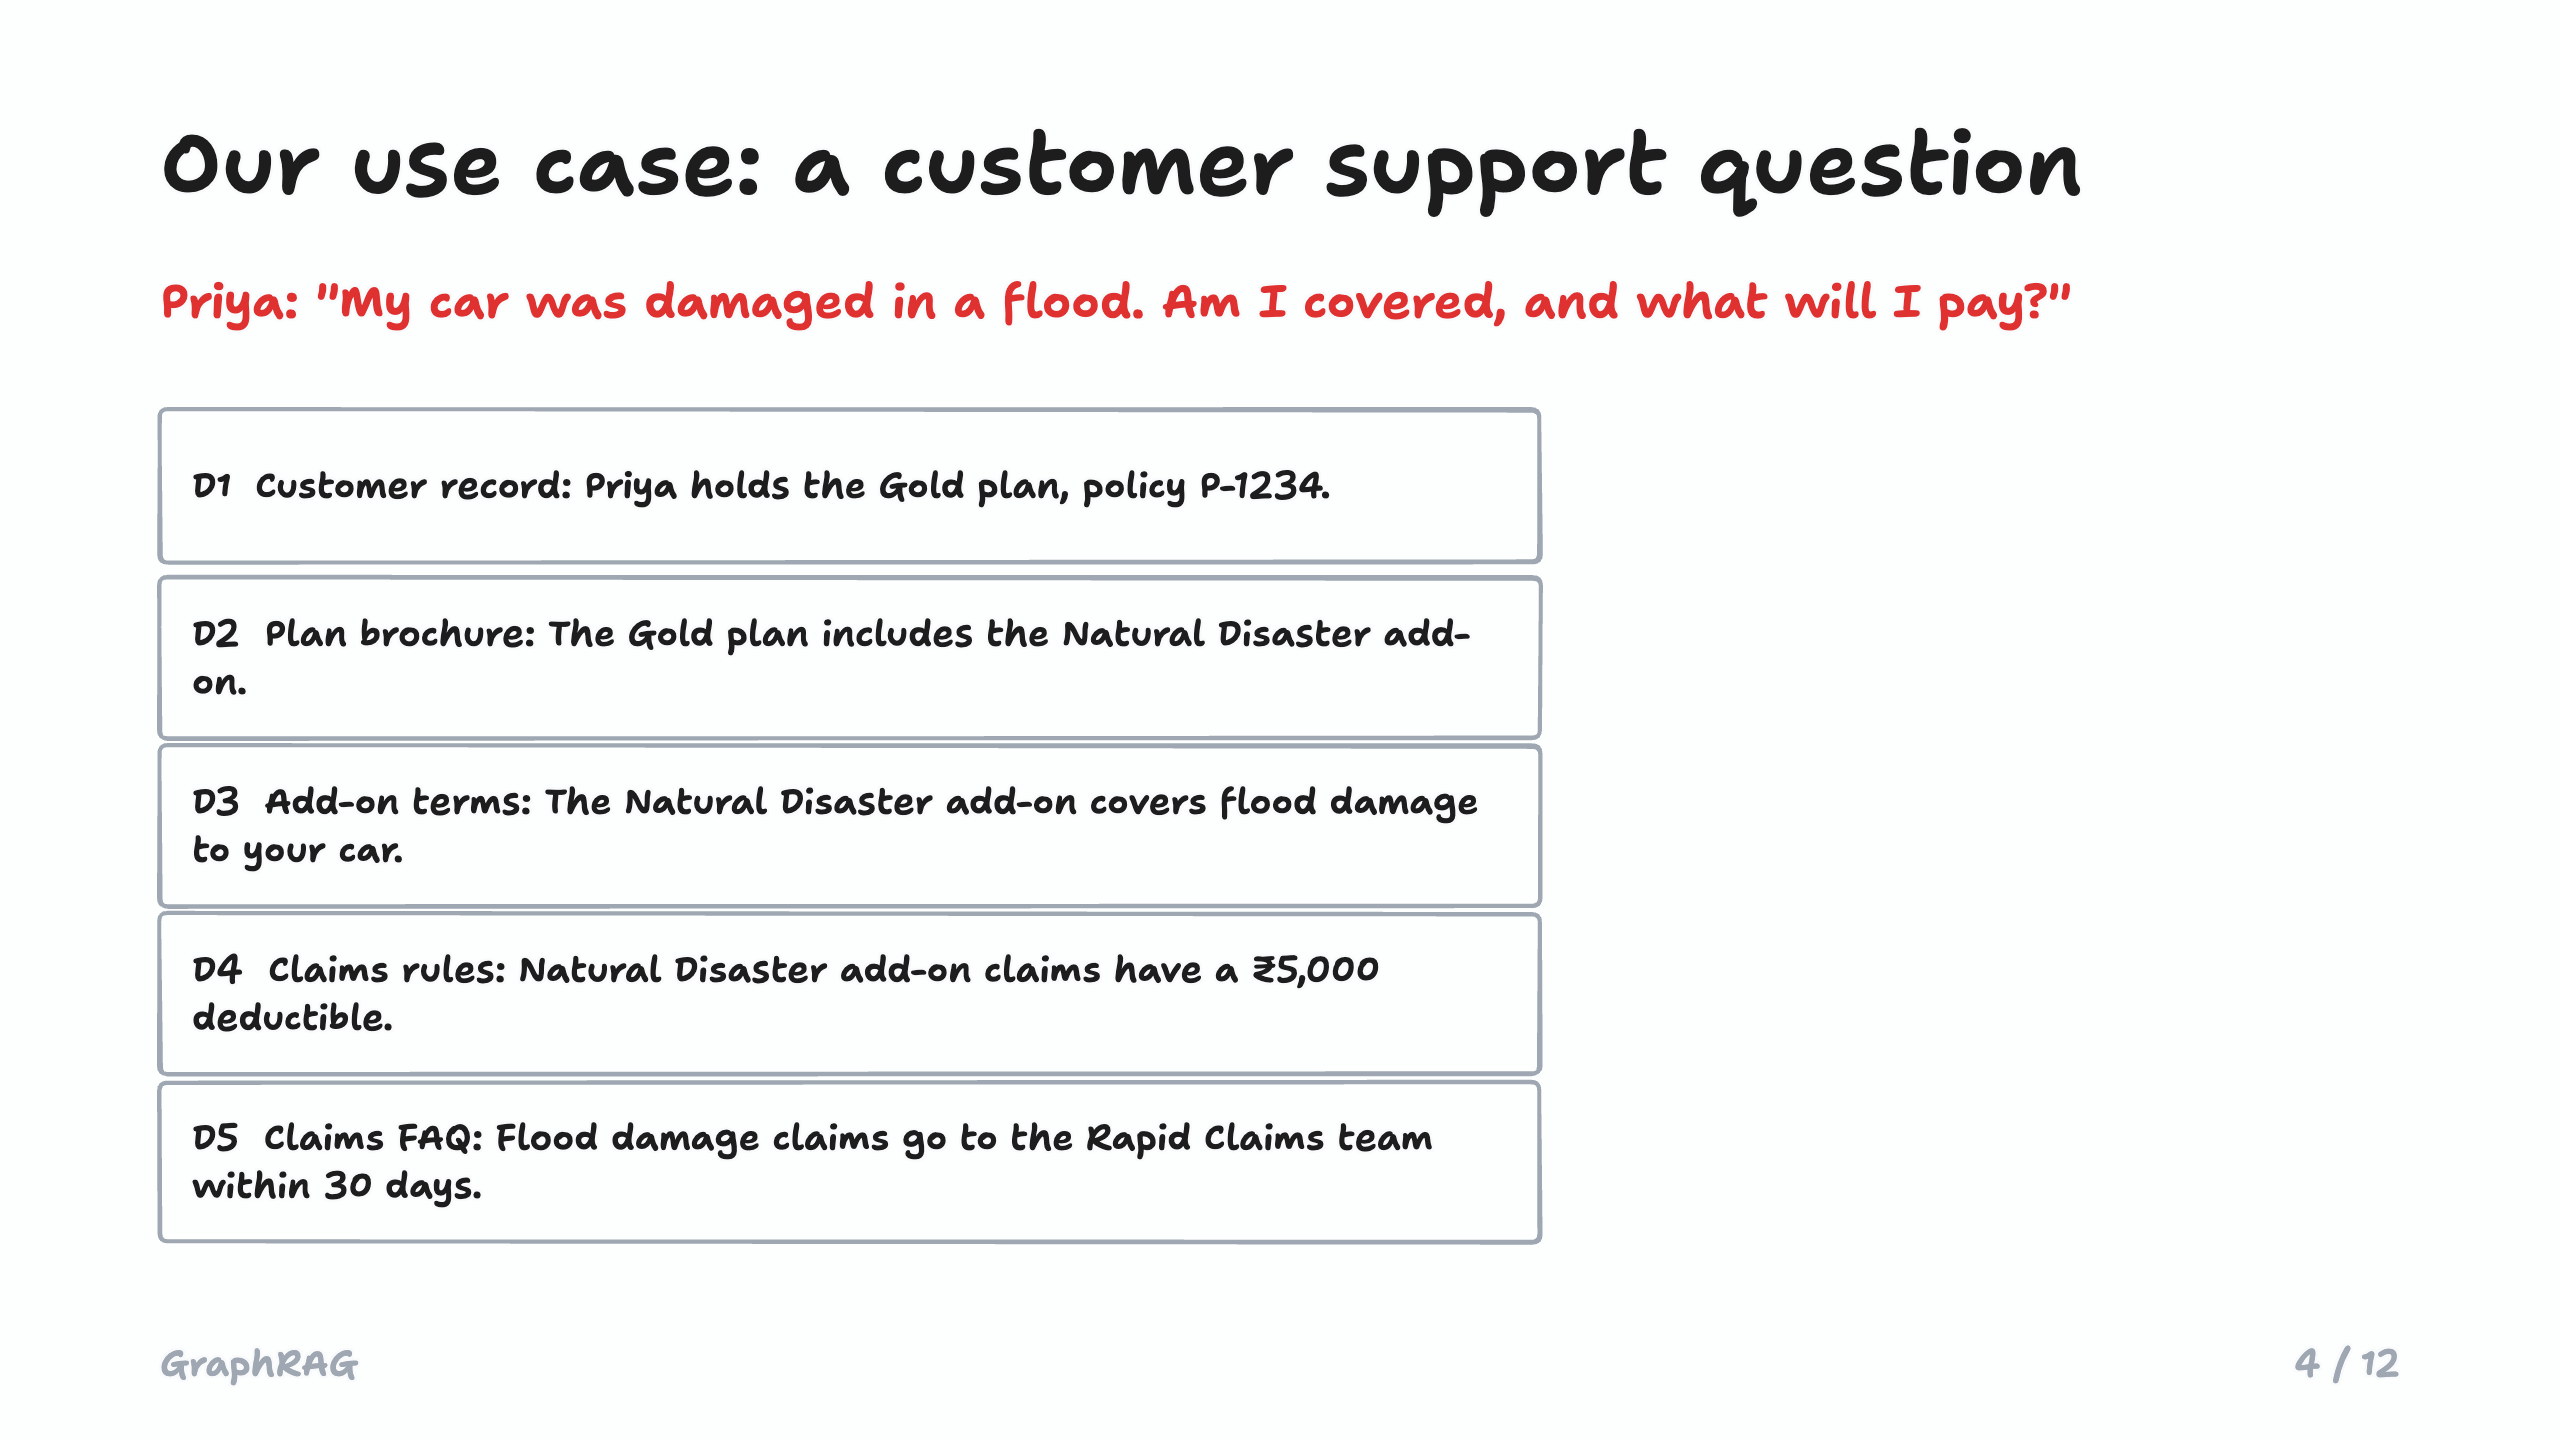 Our use case: a customer support question
Priya: "My car was damaged in a flood. Am I covered, and what will I pay?"
D1 Customer record: Priya holds the Gold plan, policy P-1234.
D2 Plan brochure: The Gold plan includes the Natural Disaster add-
on.
D3 Add-on terms: The Natural Disaster add-on covers flood damage
to your car.
D4 Claims rules: Natural Disaster add-on claims have a ₹5,000
deductible.
D5 Claims FAQ: Flood damage claims go to the Rapid Claims team
within 30 days.
GraphRAG
4 / 12